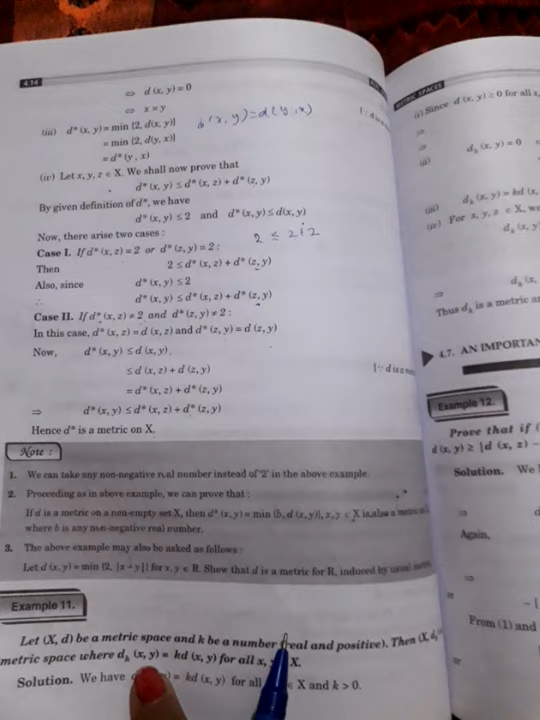 4.14
⇔ d (x, y) = 0
⇔ x = y
(iii) d* (x, y) = min {2, d(x, y)}
= min {2, d(y, x)}
= d* (y , x)
d(x, y) = d(y, x)
(iv) Let x, y, z ∈ X. We shall now prove that
d* (x, y) ≤ d* (x, z) + d* (z, y)
By given definition of d*, we have
d* (x, y) ≤ 2 and d* (x, y) ≤ d(x, y)
Now, there arise two cases :
2 ≤ 2+2
Case I. If d* (x, z) = 2 or d* (z, y) = 2 :
Then 2 ≤ d* (x, z) + d* (z, y)
Also, since d* (x, y) ≤ 2
∴ d* (x, y) ≤ d* (x, z) + d* (z, y)
Case II. If d* (x, z) ≠ 2 and d* (z, y) ≠ 2 :
In this case, d* (x, z) = d (x, z) and d* (z, y) = d (z, y)
Now, d* (x, y) ≤ d (x, y)
≤ d (x, z) + d (z, y)
= d* (x, z) + d* (z, y)
⇒ d* (x, y) ≤ d* (x, z) + d* (z, y)
Hence d* is a metric on X.
Note :
1. We can take any non-negative real number instead of '2' in the above example.
2. Proceeding as in above example, we can prove that :
If d is a metric on a non-empty set X, then d* (x, y) = min {b, d (x, y)}, x, y ∈ X is also a metric
where b is any non-negative real number.
3. The above example may also be asked as follows :
Let d (x, y) = min {2, |x – y|} for x, y ∈ R. Show that d is a metric for R, induced by usual
Example 11.
Let (X, d) be a metric space and k be a number (real and positive). Then (X, dₖ)
metric space where dₖ (x, y) = kd (x, y) for all x, X.
Solution. We have = kd (x, y) for all ∈ X and k > 0.
METRIC SPACES
(i) Since d (x, y) ≥ 0 for all
⇒
⇒
(ii) dₖ (x, y) = 0
(iii) dₖ (x, y) = kd (x,
(iv) For x, y, z ∈ X, we
dₖ (x,
dₖ (x,
⇒
Thus dₖ is a metric
4.7. AN IMPORTAN
Example 12.
Prove that if (
d (x, y) ≥ |d (x, z) –
Solution. We
⇒
Again,
⇒
From (1) and
or
or